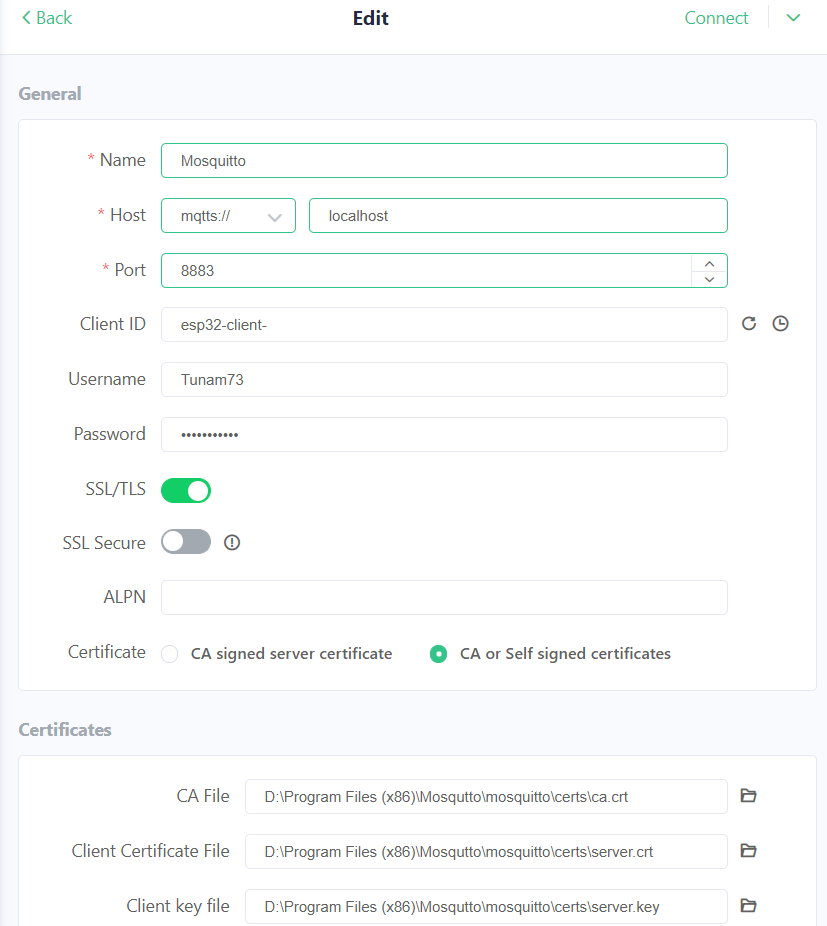 Back Edit Connect
General
* Name Mosquitto
* Host mqtts:// localhost
* Port 8883
Client ID esp32-client-
Username Tunam73
Password •••••••••••
SSL/TLS
SSL Secure
ALPN
Certificate CA signed server certificate CA or Self signed certificates
Certificates
CA File D:\Program Files (x86)\Mosqutto\mosquitto\certs\ca.crt
Client Certificate File D:\Program Files (x86)\Mosqutto\mosquitto\certs\server.crt
Client key file D:\Program Files (x86)\Mosqutto\mosquitto\certs\server.key